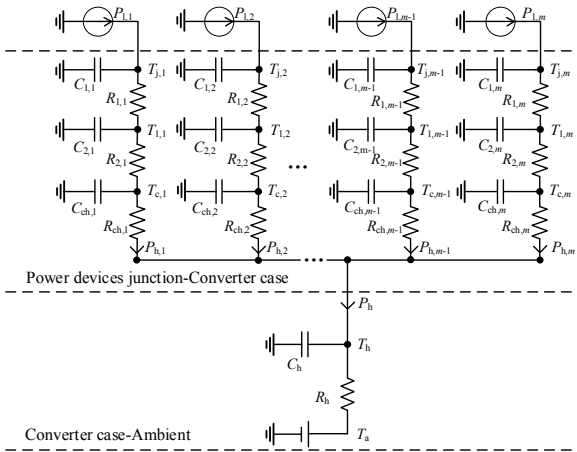 P1,1 P1,2 P1,m-1 P1,m
C1,1 Tj,1 C1,2 Tj,2 C1,m-1 Tj,m-1 C1,m Tj,m
R1,1 R1,2 R1,m-1 R1,m
C2,1 T1,1 C2,2 T1,2 C2,m-1 T1,m-1 C2,m T1,m
R2,1 R2,2 R2,m-1 R2,m
...
Cch,1 Tc,1 Cch,2 Tc,2 Cch,m-1 Tc,m-1 Cch,m Tc,m
Rch,1 Rch,2 Rch,m-1 Rch,m
Ph,1 Ph,2 Ph,m-1 Ph,m
...
Power devices junction-Converter case
Ph
Ch Th
Rh
Converter case-Ambient Ta